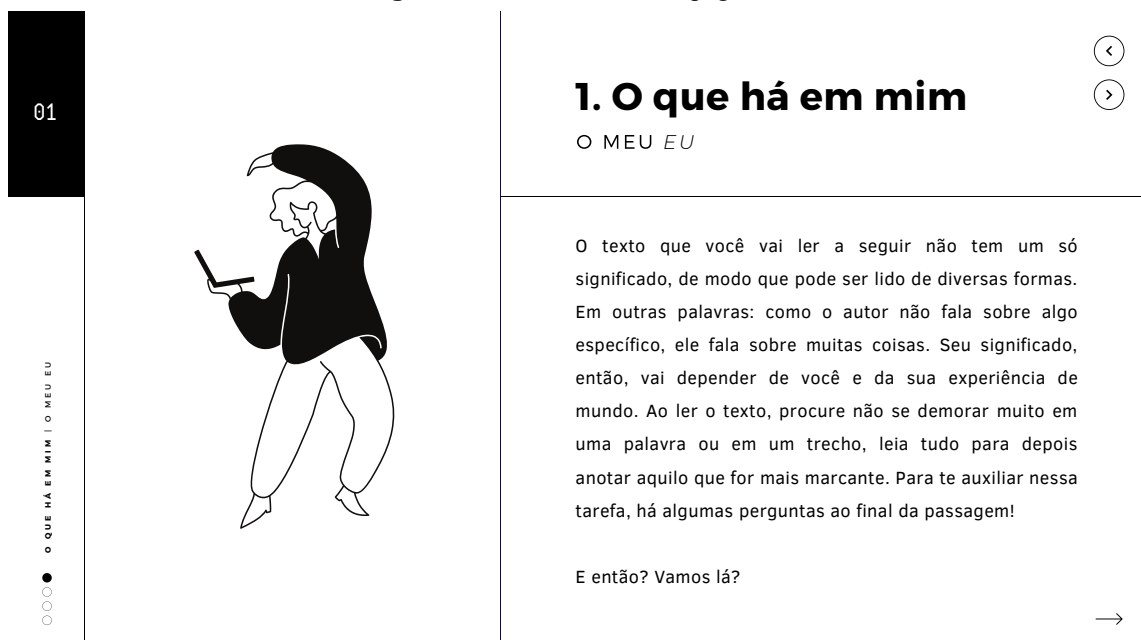 01
1. O que há em mim
O MEU EU
O texto que você vai ler a seguir não tem um só
significado, de modo que pode ser lido de diversas formas.
Em outras palavras: como o autor não fala sobre algo
específico, ele fala sobre muitas coisas. Seu significado,
então, vai depender de você e da sua experiência de
mundo. Ao ler o texto, procure não se demorar muito em
uma palavra ou em um trecho, leia tudo para depois
anotar aquilo que for mais marcante. Para te auxiliar nessa
tarefa, há algumas perguntas ao final da passagem!
E então? Vamos lá?
O QUE HÁ EM MIM | O MEU EU